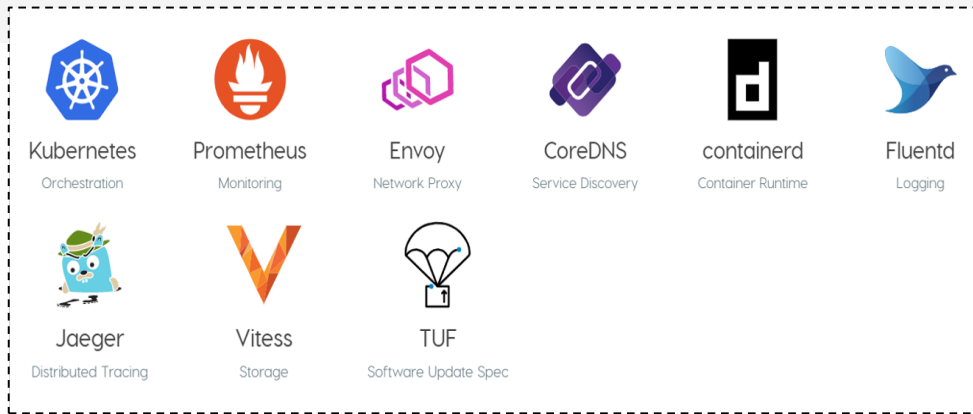 Kubernetes Prometheus Envoy CoreDNS containerd Fluentd
Orchestration Monitoring Network Proxy Service Discovery Container Runtime Logging
Jaeger Vitess TUF
Distributed Tracing Storage Software Update Spec